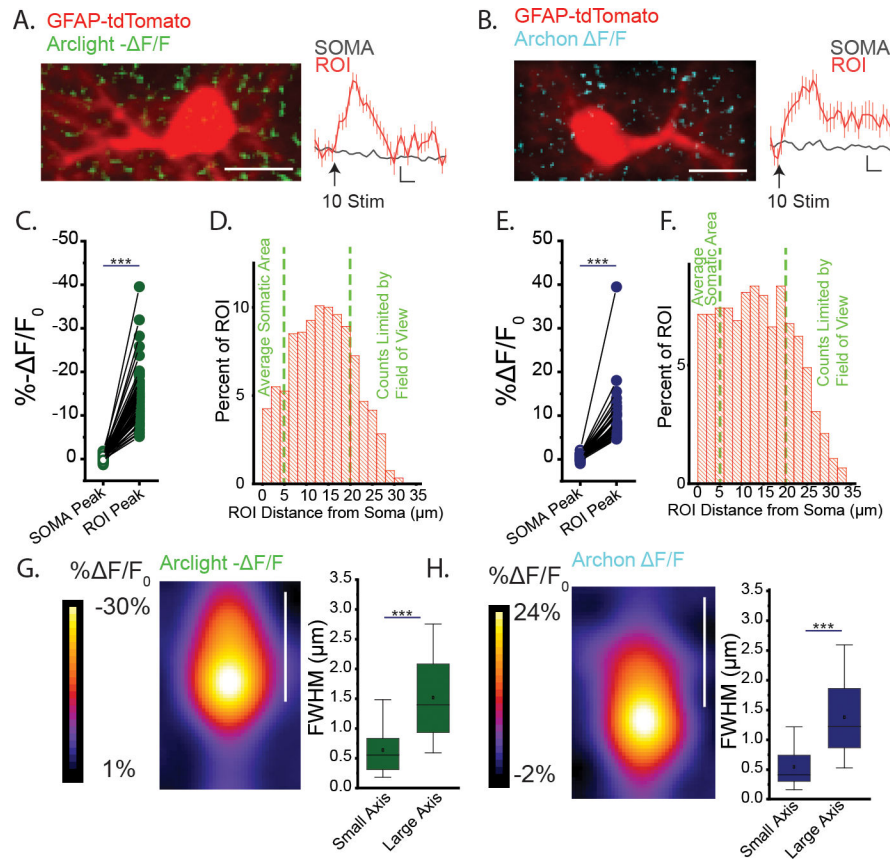 A.
GFAP-tdTomato
Arclight -ΔF/F
SOMA
ROI
10 Stim
B.
GFAP-tdTomato
Archon ΔF/F
SOMA
ROI
10 Stim
C.
%-ΔF/F0
-50
-40
-30
-20
-10
0
***
SOMA Peak
ROI Peak
D.
Percent of ROI
10
5
0
Average Somatic Area
Counts Limited by
Field of View
0 5 10 15 20 25 30 35
ROI Distance from Soma (μm)
E.
%ΔF/F0
50
40
30
20
10
0
***
SOMA Peak
ROI Peak
F.
Percent of ROI
5
0
Average
Somatic Area
Counts Limited by
Field of View
0 5 10 15 20 25 30 35
ROI Distance from Soma (μm)
G.
Arclight -ΔF/F
%ΔF/F0
-30%
1%
FWHM (μm)
3.5
3.0
2.5
2.0
1.5
1.0
0.5
0.0
***
Small Axis
Large Axis
H.
Archon ΔF/F
%ΔF/F0
24%
-2%
FWHM (μm)
3.5
3.0
2.5
2.0
1.5
1.0
0.5
0.0
***
Small Axis
Large Axis